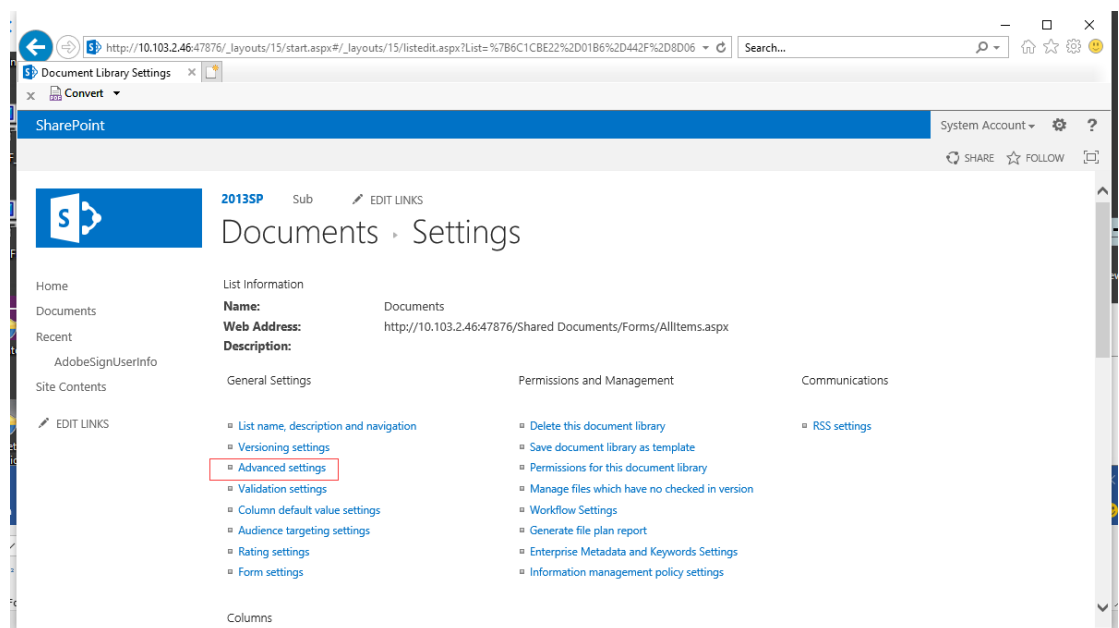 http://10.103.2.46:47876/_layouts/15/start.aspx#/_layouts/15/listedit.aspx?List=%7B6C1CBE22%2D01B6%2D442F%2D8D06
Search...
Document Library Settings
x Convert
SharePoint
System Account
?
SHARE FOLLOW
S
2013SP Sub EDIT LINKS
Documents Settings
Home
Documents
Recent
AdobeSignUserInfo
Site Contents
EDIT LINKS
List Information
Name: Documents
Web Address: http://10.103.2.46:47876/Shared Documents/Forms/AllItems.aspx
Description:
General Settings
List name, description and navigation
Versioning settings
Advanced settings
Validation settings
Column default value settings
Audience targeting settings
Rating settings
Form settings
Permissions and Management
Delete this document library
Save document library as template
Permissions for this document library
Manage files which have no checked in version
Workflow Settings
Generate file plan report
Enterprise Metadata and Keywords Settings
Information management policy settings
Communications
RSS settings
Columns